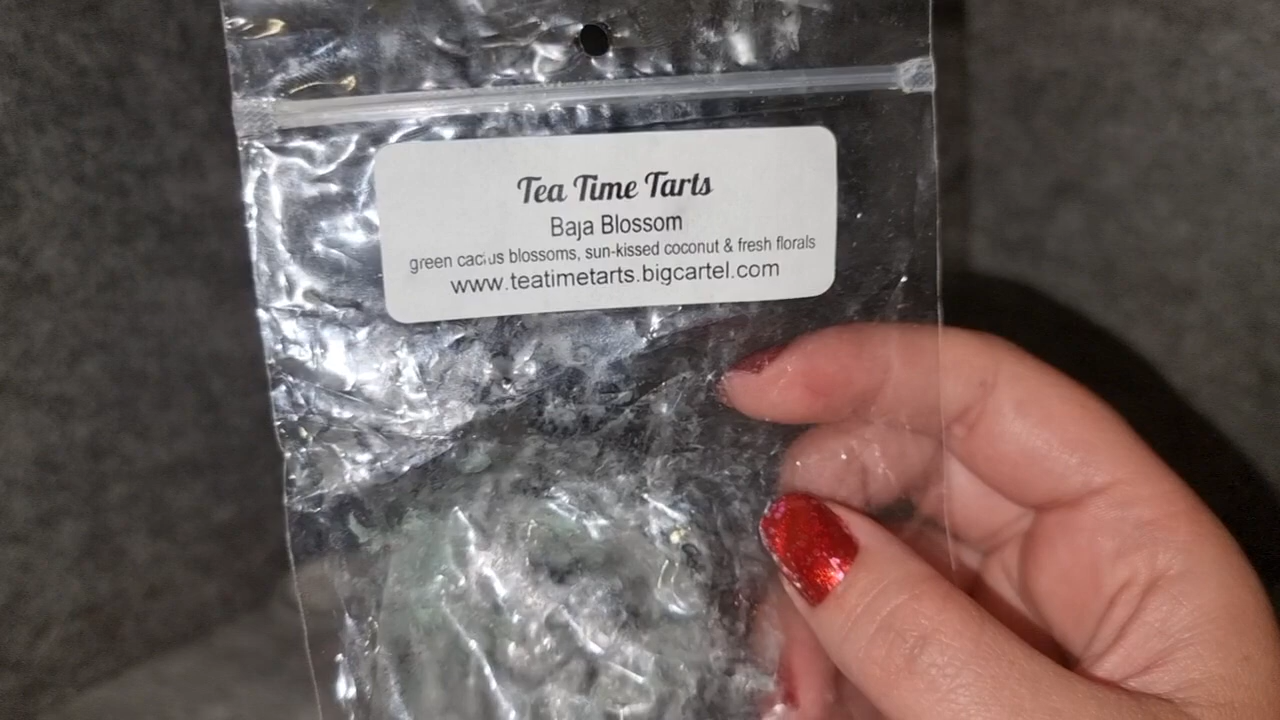 Tea Time Tarts
Baja Blossom
green cactus blossoms, sun-kissed coconut & fresh florals
www.teatimetarts.bigcartel.com